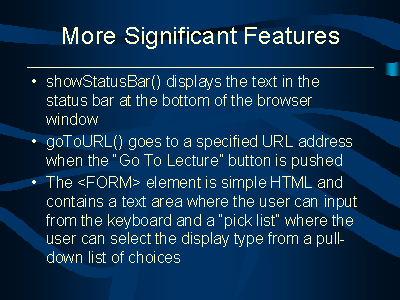 More Significant Features
• showStatusBar() displays the text in the
status bar at the bottom of the browser
window
• goToURL() goes to a specified URL address
when the “Go To Lecture” button is pushed
• The <FORM> element is simple HTML and
contains a text area where the user can input
from the keyboard and a “pick list” where the
user can select the display type from a pull-
down list of choices